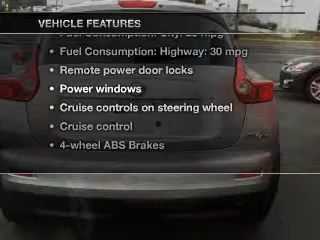 VEHICLE FEATURES
Fuel Consumption: City:
mpg
• Fuel Consumption: Highway: 30 mpg
• Remote power door locks
• Power windows
• Cruise controls on steering wheel
• Cruise control
• 4-wheel ABS Brakes